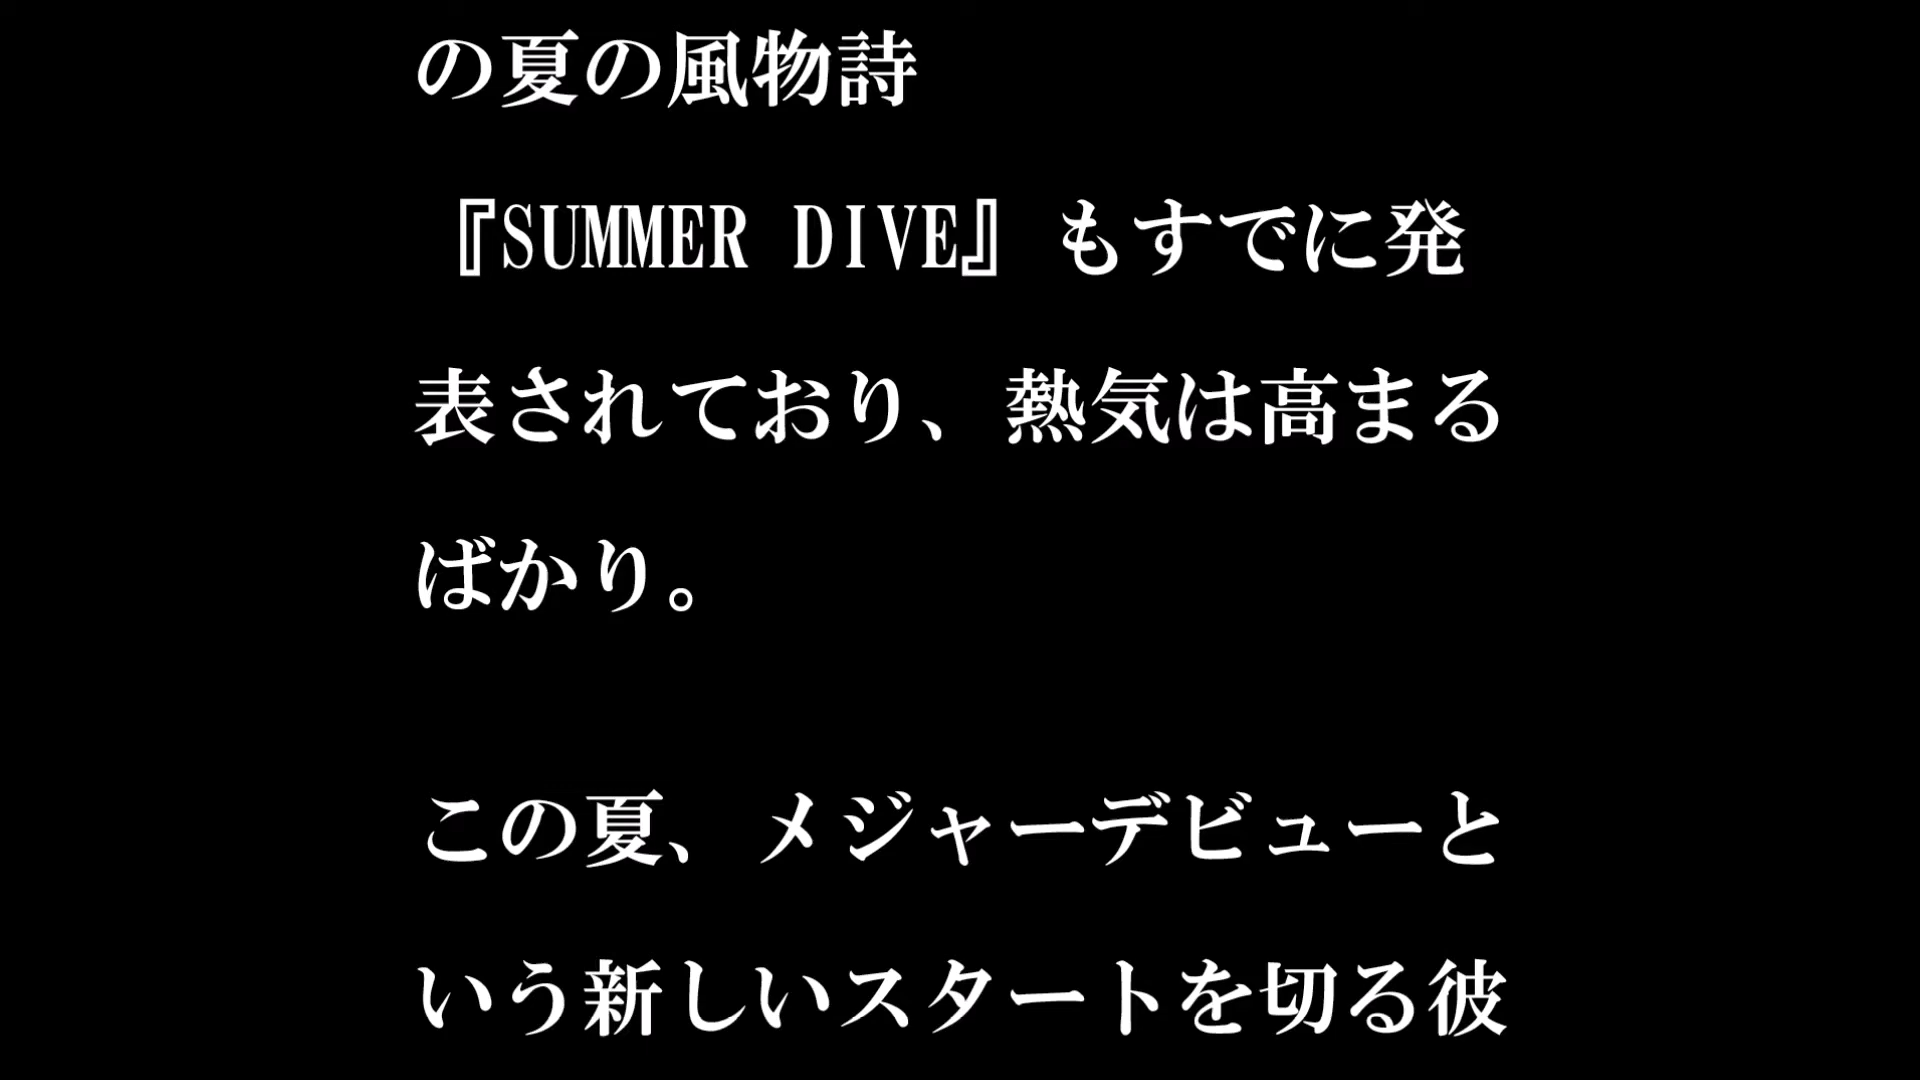 の夏の風物詩
『SUMMER DIVE』もすでに発
表されており、熱気は高まる
ばかり。
この夏、メジャーデビューと
いう新しいスタートを切る彼